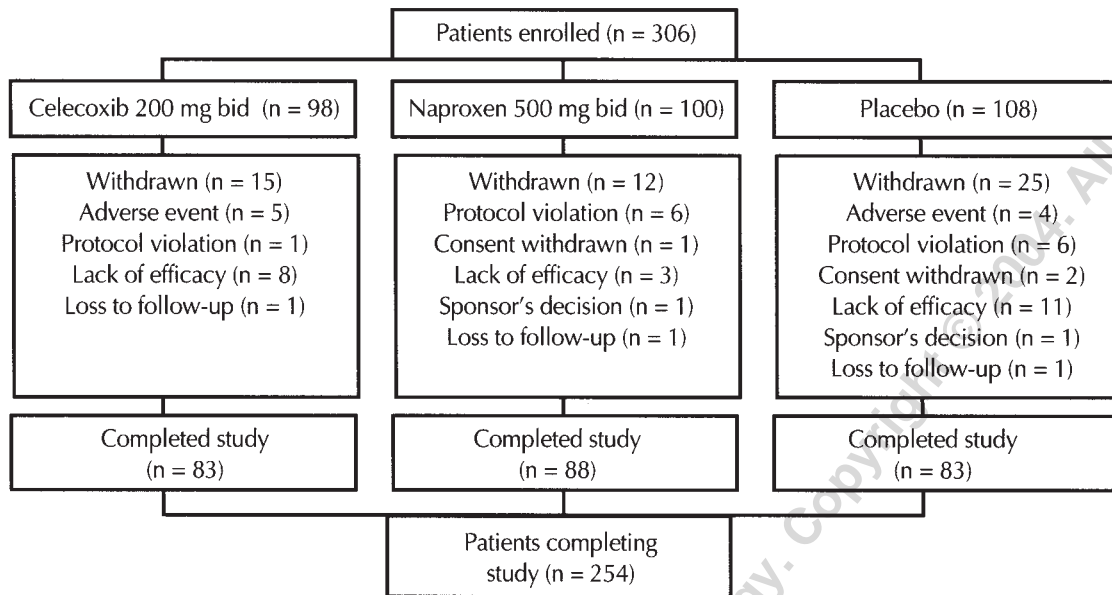 Patients enrolled (n = 306)
Celecoxib 200 mg bid (n = 98)
Naproxen 500 mg bid (n = 100)
Placebo (n = 108)
Withdrawn (n = 15)
Adverse event (n = 5)
Protocol violation (n = 1)
Lack of efficacy (n = 8)
Loss to follow-up (n = 1)
Withdrawn (n = 12)
Protocol violation (n = 6)
Consent withdrawn (n = 1)
Lack of efficacy (n = 3)
Sponsor's decision (n = 1)
Loss to follow-up (n = 1)
Withdrawn (n = 25)
Adverse event (n = 4)
Protocol violation (n = 6)
Consent withdrawn (n = 2)
Lack of efficacy (n = 11)
Sponsor's decision (n = 1)
Loss to follow-up (n = 1)
Completed study
(n = 83)
Completed study
(n = 88)
Completed study
(n = 83)
Patients completing
study (n = 254)
Copyright © 2004.